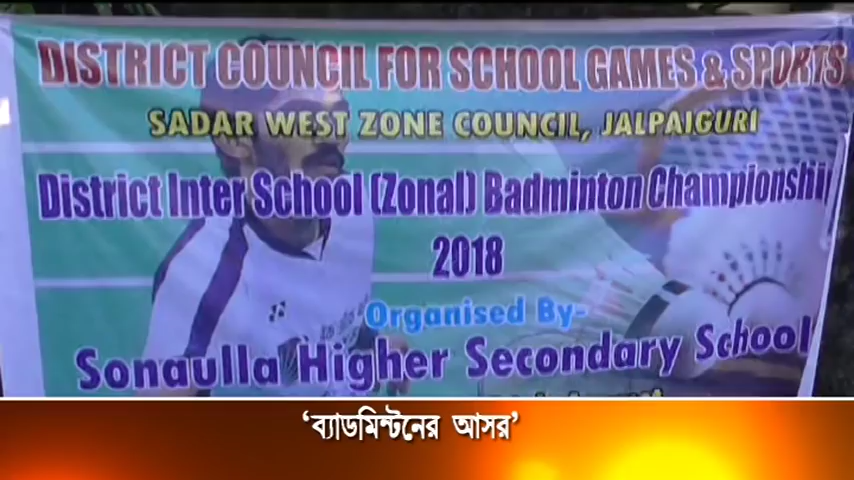 DISTRICT COUNCIL FOR SCHOOL GAMES & SPORTS
SADAR WEST ZONE COUNCIL, JALPAIGURI
District Inter School (Zonal) Badminton Championshi
2018
Organised By-
Sonaulla Higher Secondary School
‘ব্যাডমিন্টনের আসর’